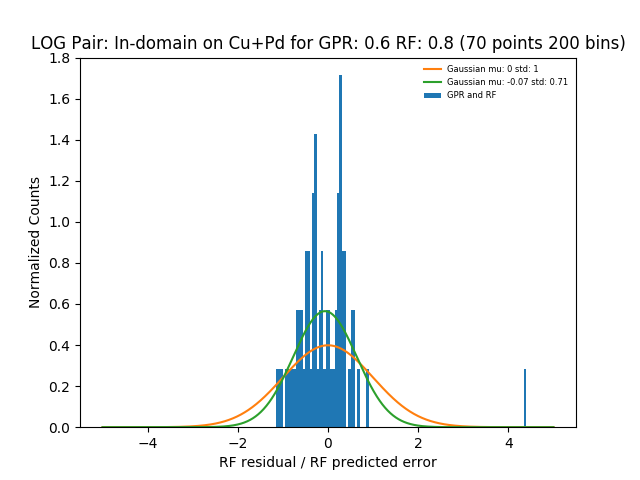 LOG Pair: In-domain on Cu+Pd for GPR: 0.6 RF: 0.8 (70 points 200 bins)
Gaussian mu: 0 std: 1
Gaussian mu: -0.07 std: 0.71
GPR and RF
Normalized Counts
1.8
1.6
1.4
1.2
1.0
0.8
0.6
0.4
0.2
0.0
−4 −2 0 2 4
RF residual / RF predicted error